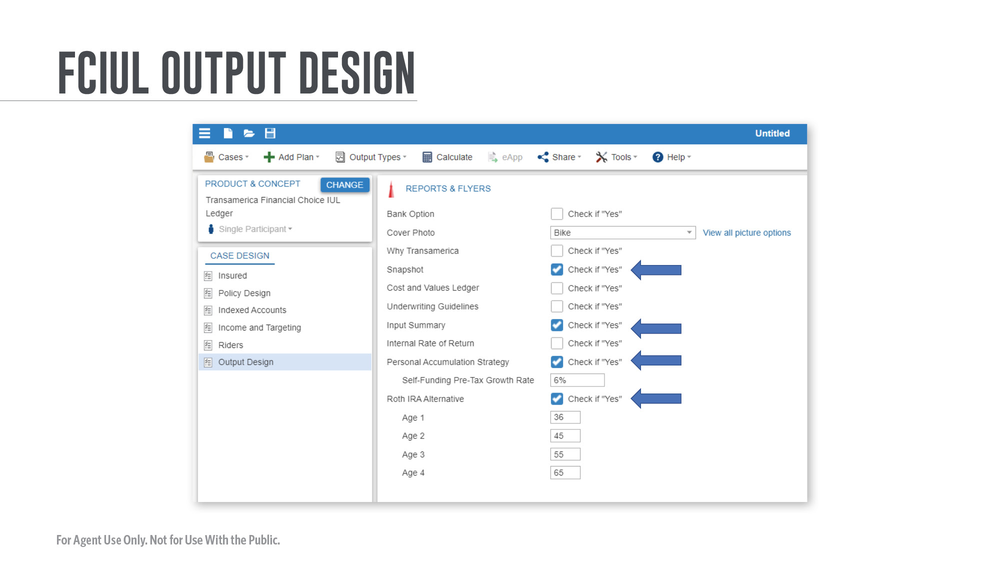 FCIUL OUTPUT DESIGN
Untitled
Cases Add Plan Output Types Calculate eApp Share Tools Help
PRODUCT & CONCEPT CHANGE
Transamerica Financial Choice IUL
Ledger
Single Participant
CASE DESIGN
Insured
Policy Design
Indexed Accounts
Income and Targeting
Riders
Output Design
REPORTS & FLYERS
Bank Option Check if "Yes"
Cover Photo Bike View all picture options
Why Transamerica Check if "Yes"
Snapshot Check if "Yes"
Cost and Values Ledger Check if "Yes"
Underwriting Guidelines Check if "Yes"
Input Summary Check if "Yes"
Internal Rate of Return Check if "Yes"
Personal Accumulation Strategy Check if "Yes"
Self-Funding Pre-Tax Growth Rate 6%
Roth IRA Alternative Check if "Yes"
Age 1 36
Age 2 45
Age 3 55
Age 4 65
For Agent Use Only. Not for Use With the Public.